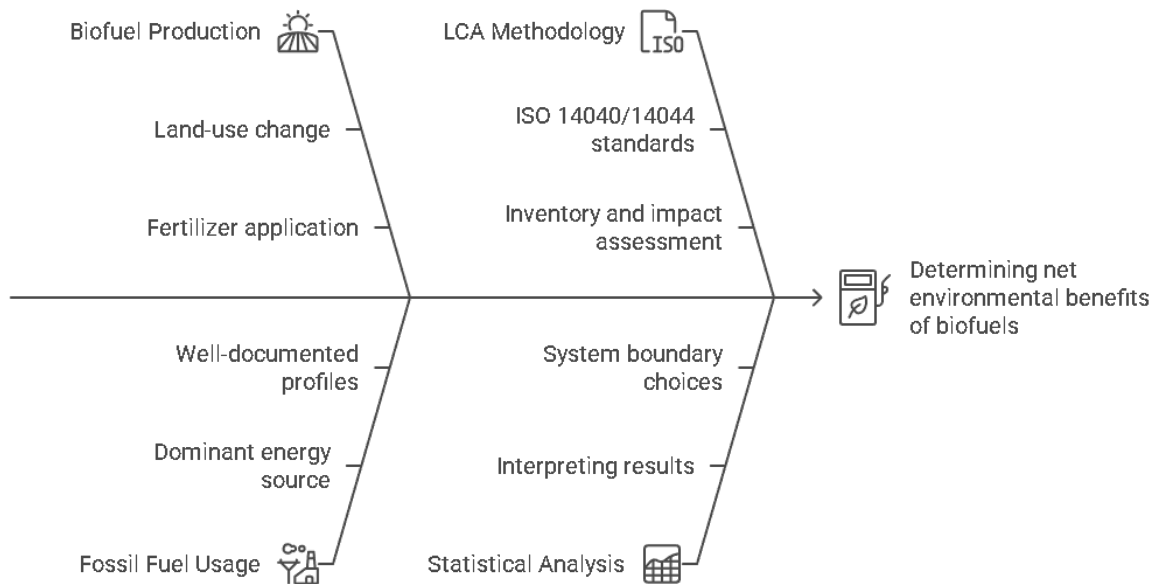 Biofuel Production
LCA Methodology
ISO
Land-use change
ISO 14040/14044
standards
Fertilizer application
Inventory and impact
assessment
Determining net
environmental benefits
of biofuels
Well-documented
profiles
System boundary
choices
Dominant energy
source
Interpreting results
Fossil Fuel Usage
Statistical Analysis